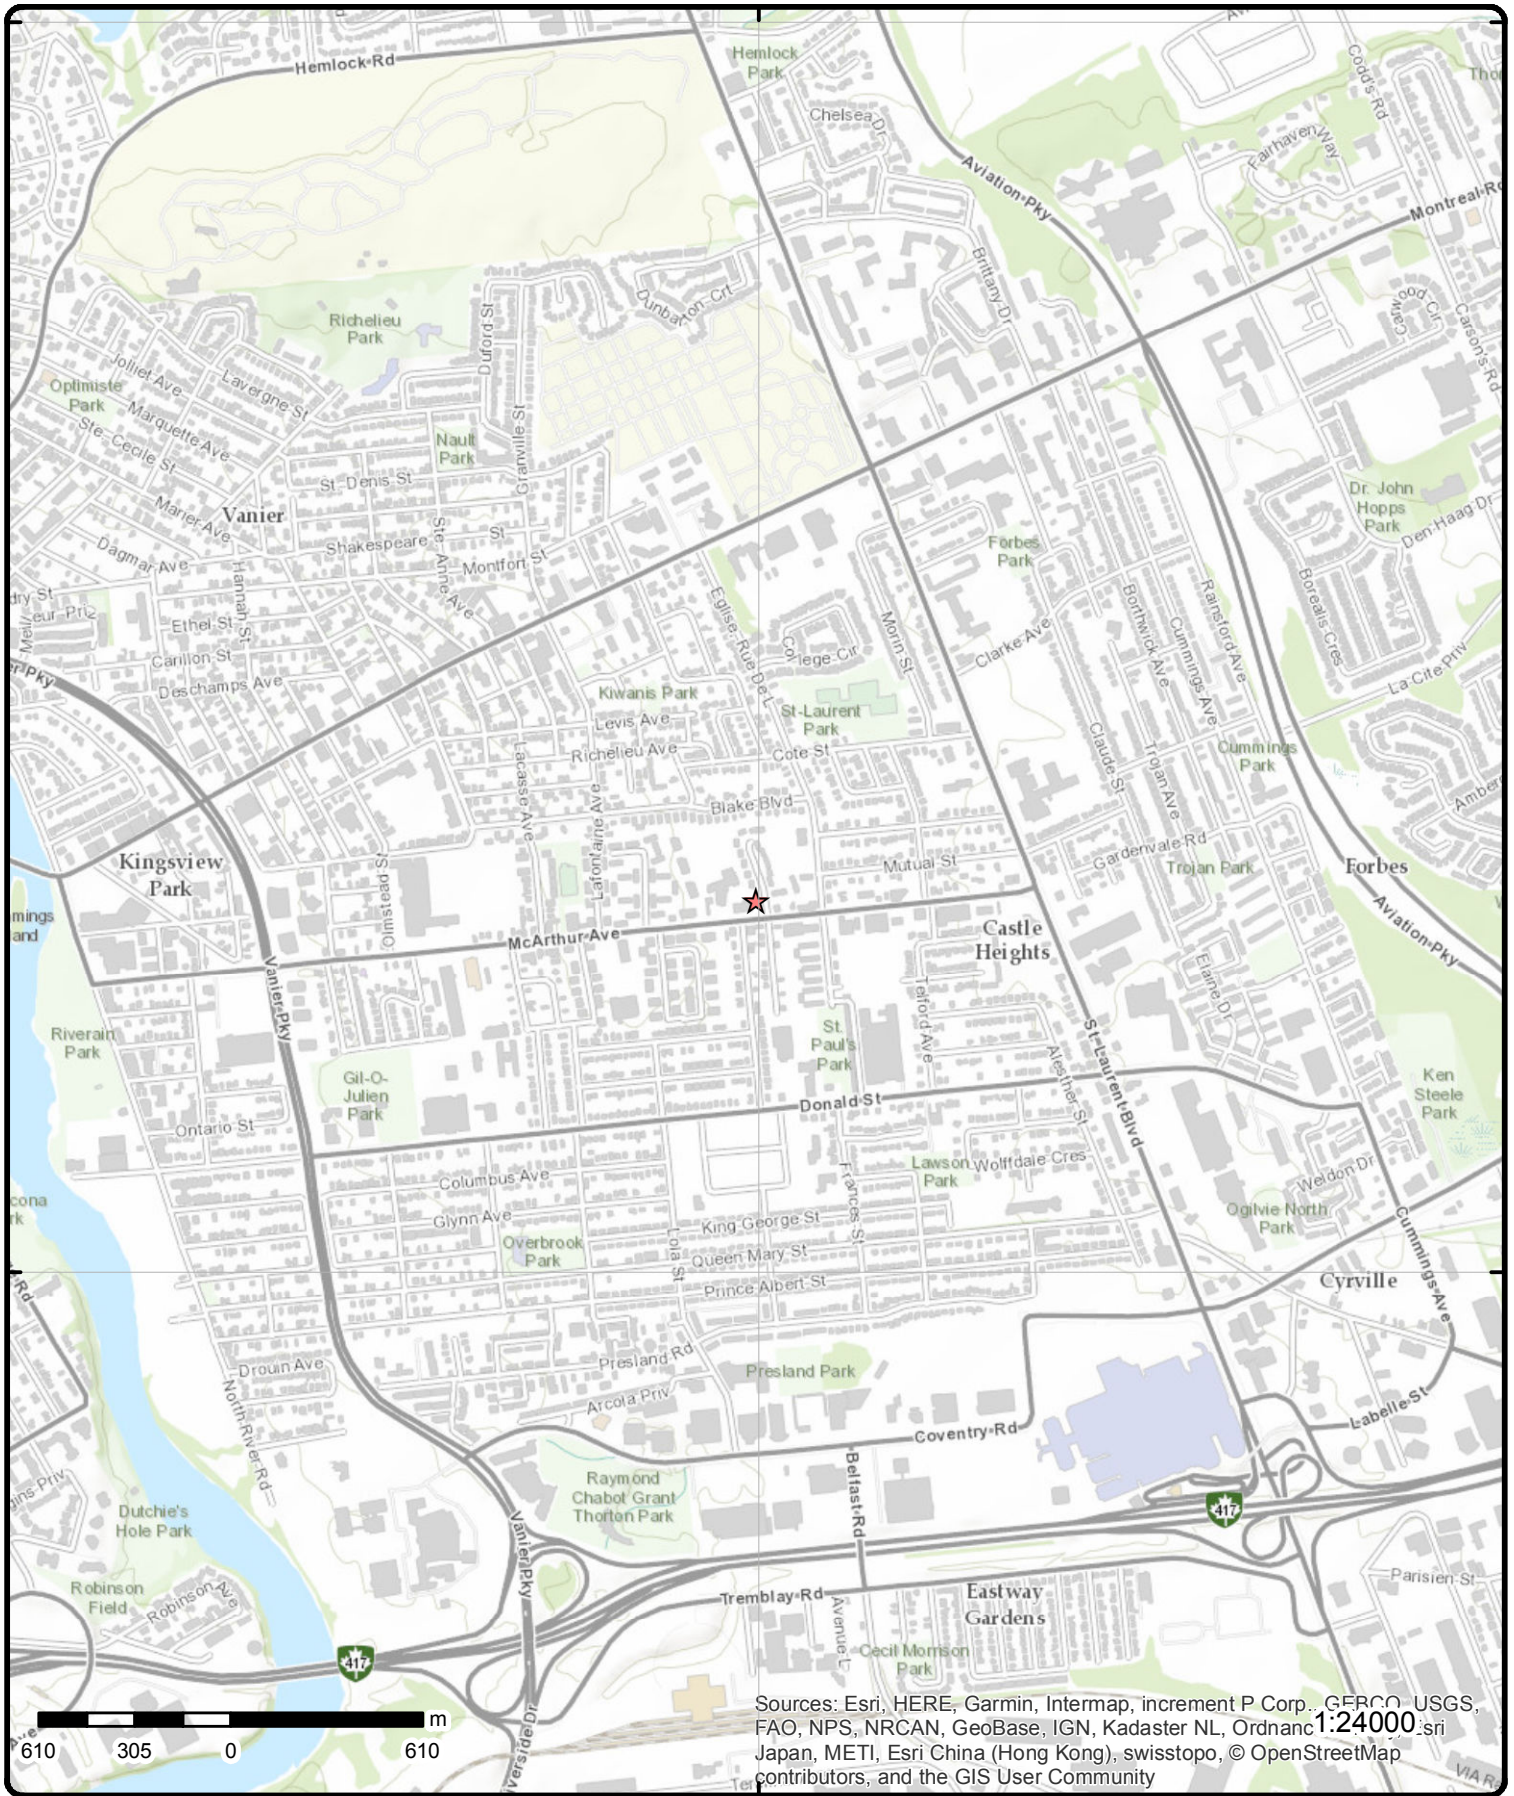 Hemlock Rd
Hemlock
Park
Codd's Rd
Chelsea Dr
Fairhaven Way
Aviation-Pky
Montreal-Rd
Brittany-Dr
Dunbarton-Crt
Richelieu
Park
Duford-St
Carson's-Rd
Jolliet Ave
Lavergne-St
Optimiste
Park
Marquette Ave
Ste-Cecile St
Granville-St
Nault
Park
St-Denis St
Dr. John
Hopps
Park
Marier-Ave
Vanier
Den-Haag Dr
Shakespeare St
Montfort-St
Dagmar Ave
Ste-Anne Ave
Forbes
Park
Hannah-St
Eglise, Rue De L
Morin-St
Borthwick Ave
Rainsford Ave
Borealis-Cres
Ethel-St
Clarke-Ave
Cummings-Ave
College-Cir
Carillon St
La-Cite-Priv
Deschamps Ave
Kiwanis Park
Levis Ave
St-Laurent
Park
Richelieu Ave
Cote-St
Claude-St
Trojan-Ave
Cummings
Park
Lacasse Ave
Lafontaine-Ave
Blake-Blvd
Kingsview
Park
Olmstead-St
Mutual-St
Gardenvale-Rd
Trojan Park
Forbes
McArthur-Ave
Castle
Heights
Aviation-Pky
Vanier-Pky
Telford-Ave
Elaine-Dr
Riverain
Park
St.
Paul's
Park
St-Laurent-Blvd
Alesther-St
Gil-O-
Julien
Park
Ken
Steele
Park
Donald-St
Ontario-St
Columbus Ave
Lawson
Park
Wolffdale Cres
Weldon-Dr
Frances-St
Glynn-Ave
King-George-St
Ogilvie-North
Park
Overbrook
Park
Lola St
Queen-Mary-St
Cummings-Ave
Prince-Albert-St
Cyrville
Drouin-Ave
Presland Rd
Presland Park
North-River-Rd
Arcola Priv
Labelle-St
Coventry-Rd
Belfast-Rd
Raymond
Chabot Grant
Thorton Park
Dutchie's
Hole Park
417
Vanier-Pky
Robinson
Field
Robinson-Ave
Tremblay-Rd
Eastway
Gardens
Parisien-St
Avenue-L
Cecil Morrison
Park
417
Sources: Esri, HERE, Garmin, Intermap, increment P Corp., GEBCO, USGS,
FAO, NPS, NRCAN, GeoBase, IGN, Kadaster NL, Ordnanc
1:24000
Esri
Japan, METI, Esri China (Hong Kong), swisstopo, © OpenStreetMap
contributors, and the GIS User Community
m
610 305 0 610